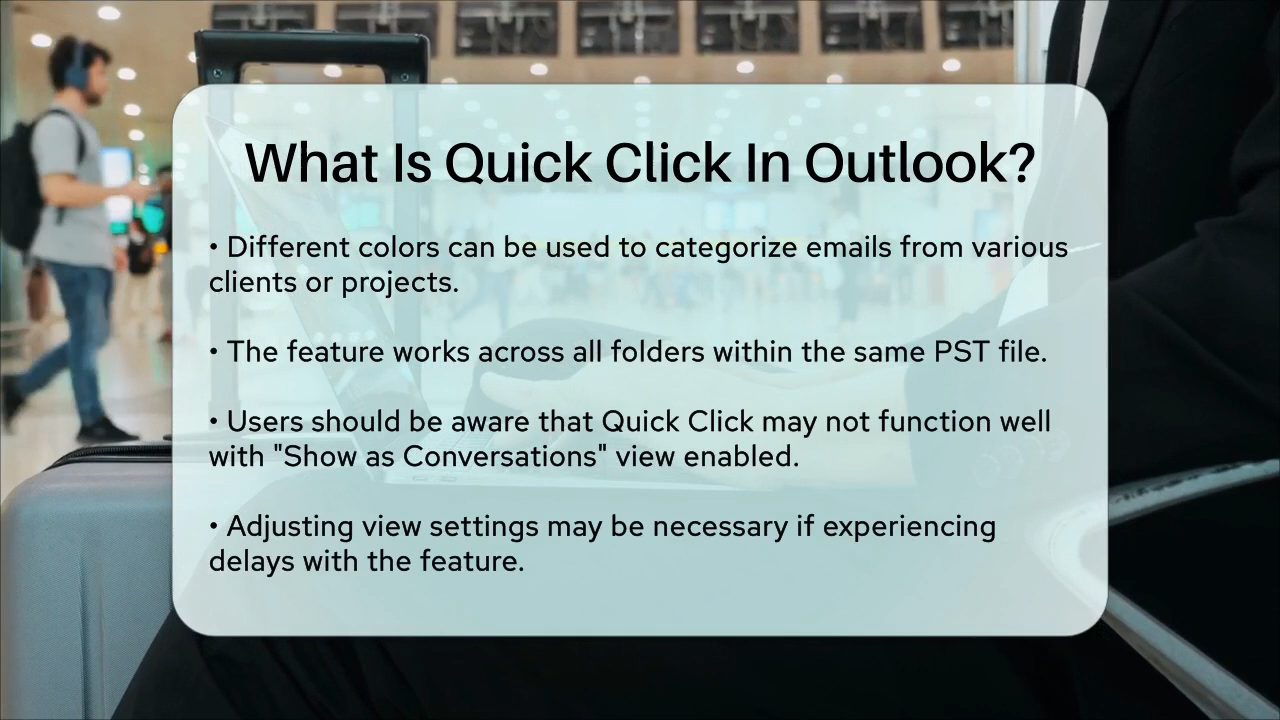 What Is Quick Click In Outlook?
• Different colors can be used to categorize emails from various
clients or projects.
• The feature works across all folders within the same PST file.
• Users should be aware that Quick Click may not function well
with "Show as Conversations" view enabled.
• Adjusting view settings may be necessary if experiencing
delays with the feature.